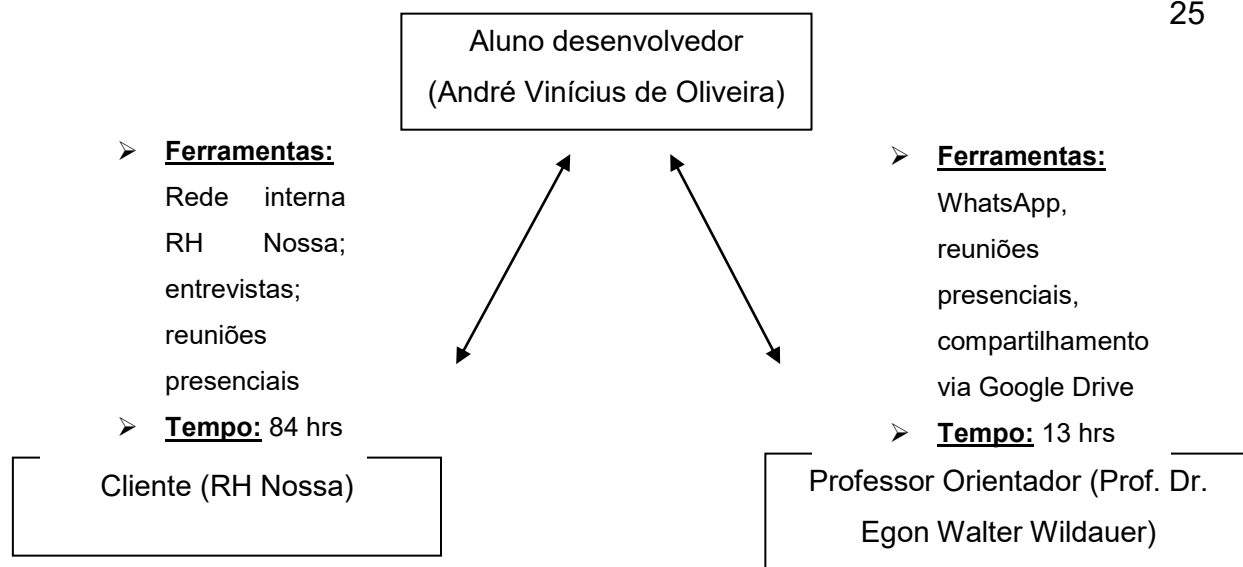 25
Aluno desenvolvedor
(André Vinícius de Oliveira)
➢ Ferramentas:
Rede interna
RH Nossa;
entrevistas;
reuniões
presenciais
➢ Tempo: 84 hrs
➢ Ferramentas:
WhatsApp,
reuniões
presenciais,
compartilhamento
via Google Drive
➢ Tempo: 13 hrs
Cliente (RH Nossa)
Professor Orientador (Prof. Dr.
Egon Walter Wildauer)